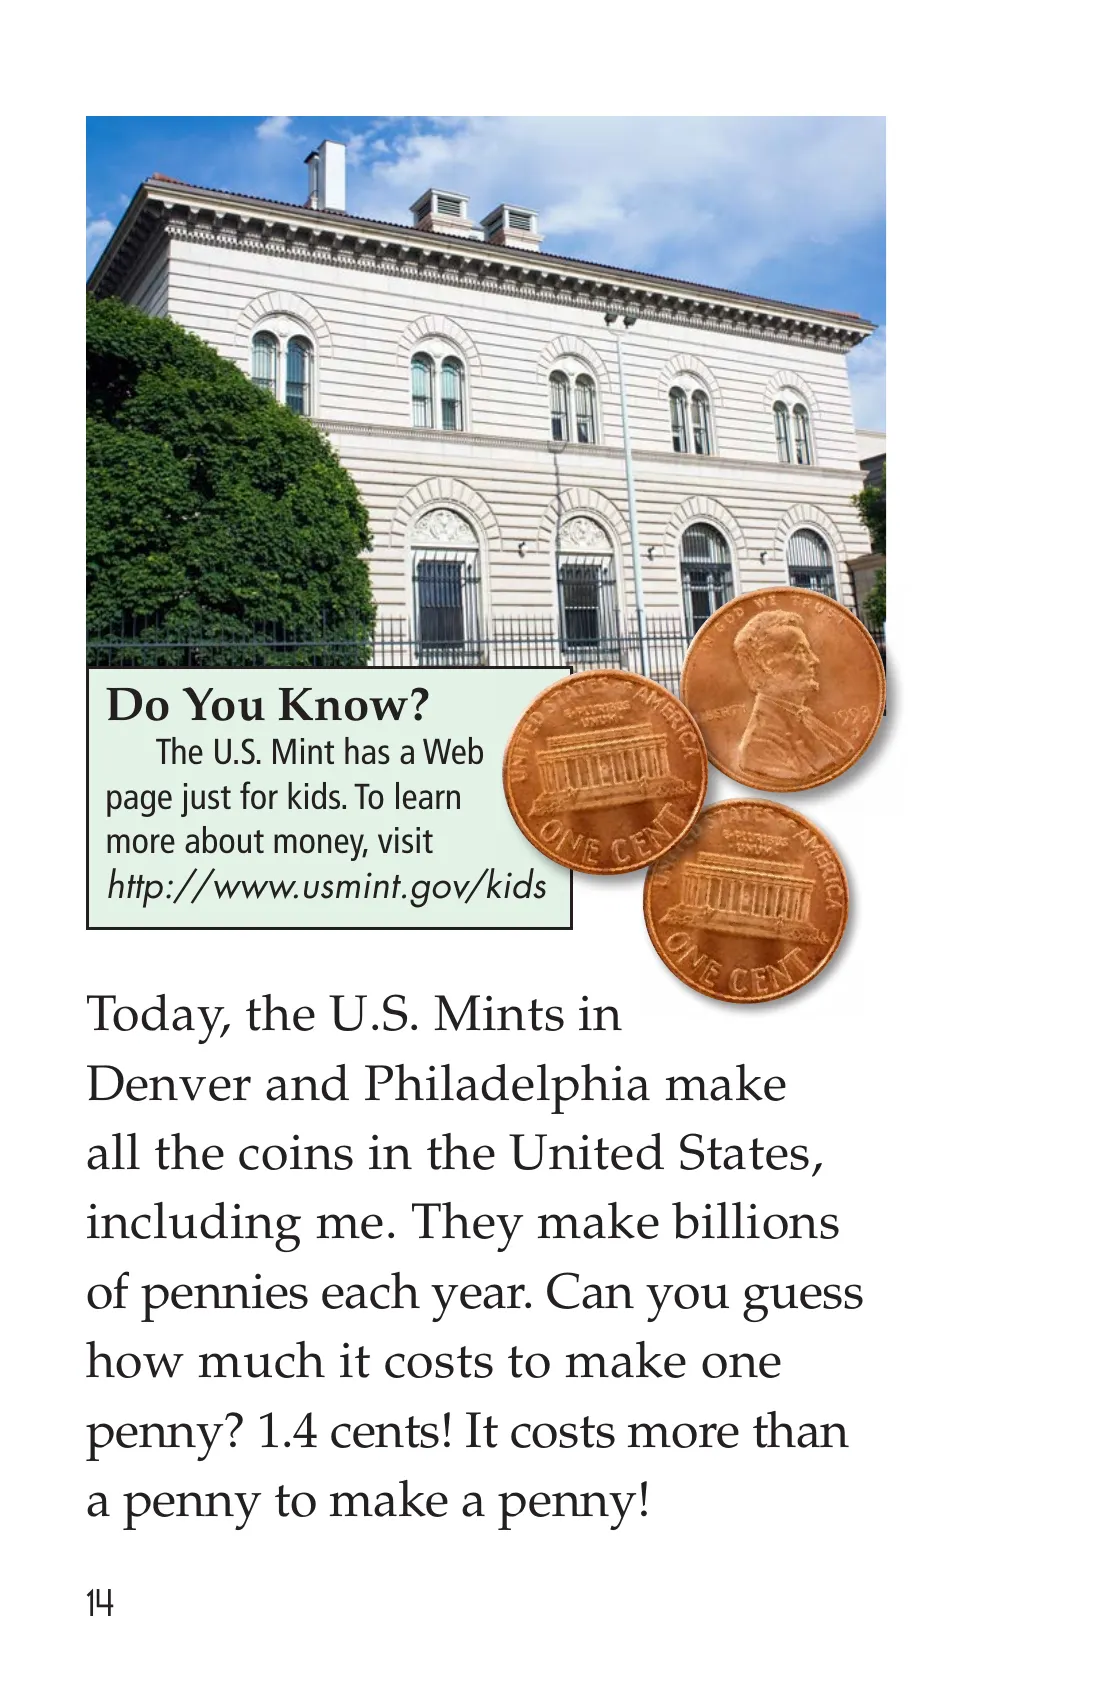 Do You Know?
The U.S. Mint has a Web
page just for kids. To learn
more about money, visit
http://www.usmint.gov/kids
IN GOD WE TRUST
LIBERTY
1993
UNITED STATES OF AMERICA
E·PLURIBUS
UNUM
ONE CENT
STATES OF AMERICA
E·PLURIBUS
UNUM
ONE CENT
Today, the U.S. Mints in
Denver and Philadelphia make
all the coins in the United States,
including me. They make billions
of pennies each year. Can you guess
how much it costs to make one
penny? 1.4 cents! It costs more than
a penny to make a penny!
14